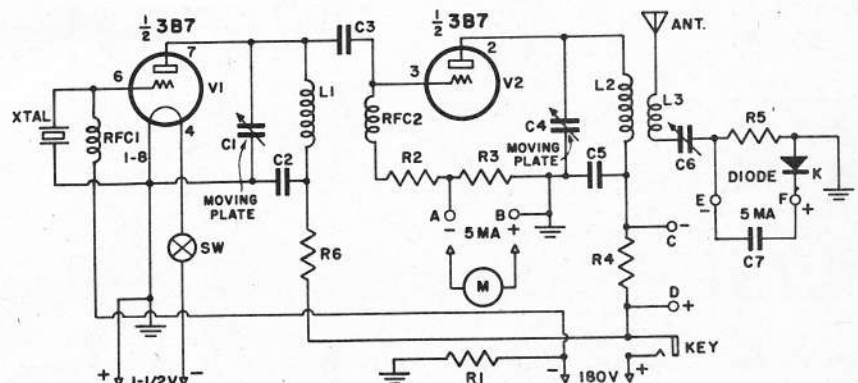 ½ 3B7
7
6
V1
4
XTAL
RFC1
1-8
C1
MOVING
PLATE
C2
L1
C3
SW
R6
½ 3B7
2
3
V2
RFC2
R2
R3
C4
MOVING
PLATE
C5
L2
A
B
-
+
5 MA
M
ANT.
L3
C6
R5
DIODE
K
E
F
-
+
5 MA
C7
R4
C
-
D
+
KEY
R1
+
1-1/2V
-
-
180V
+